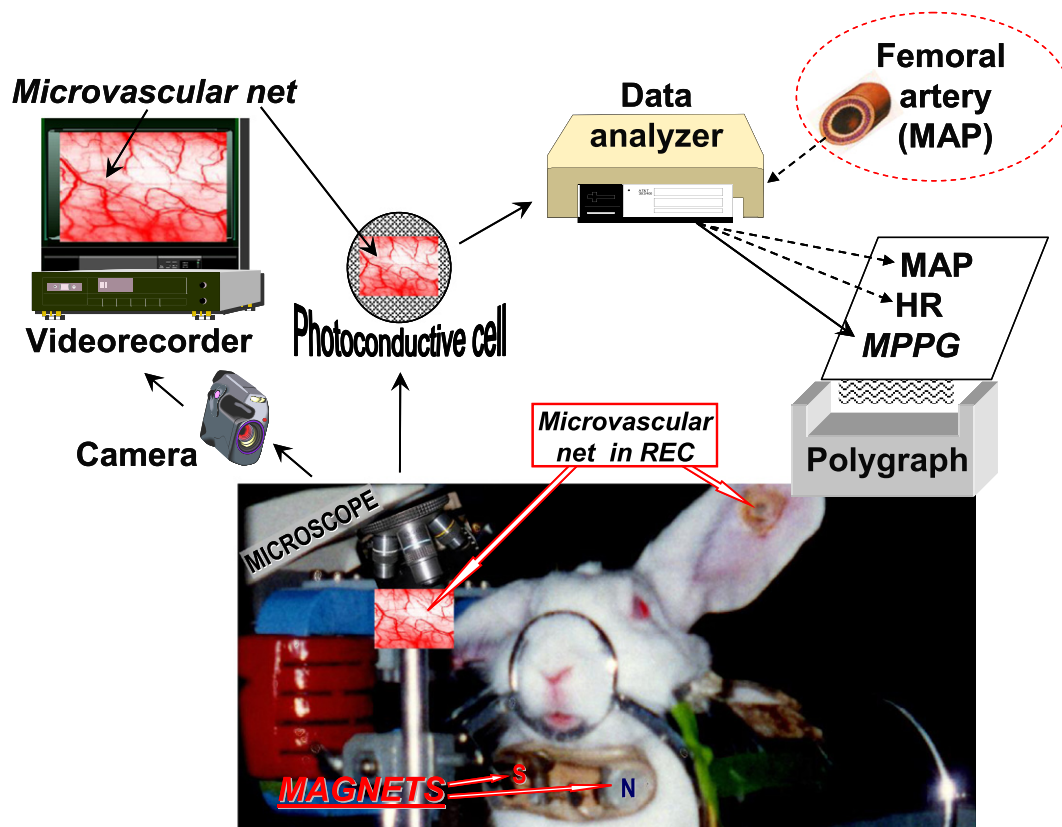 Microvascular net
Data
analyzer
Femoral
artery
(MAP)
Videorecorder
Photoconductive cell
MAP
HR
MPPG
Camera
Microvascular
net in REC
Polygraph
MICROSCOPE
MAGNETS
S
N